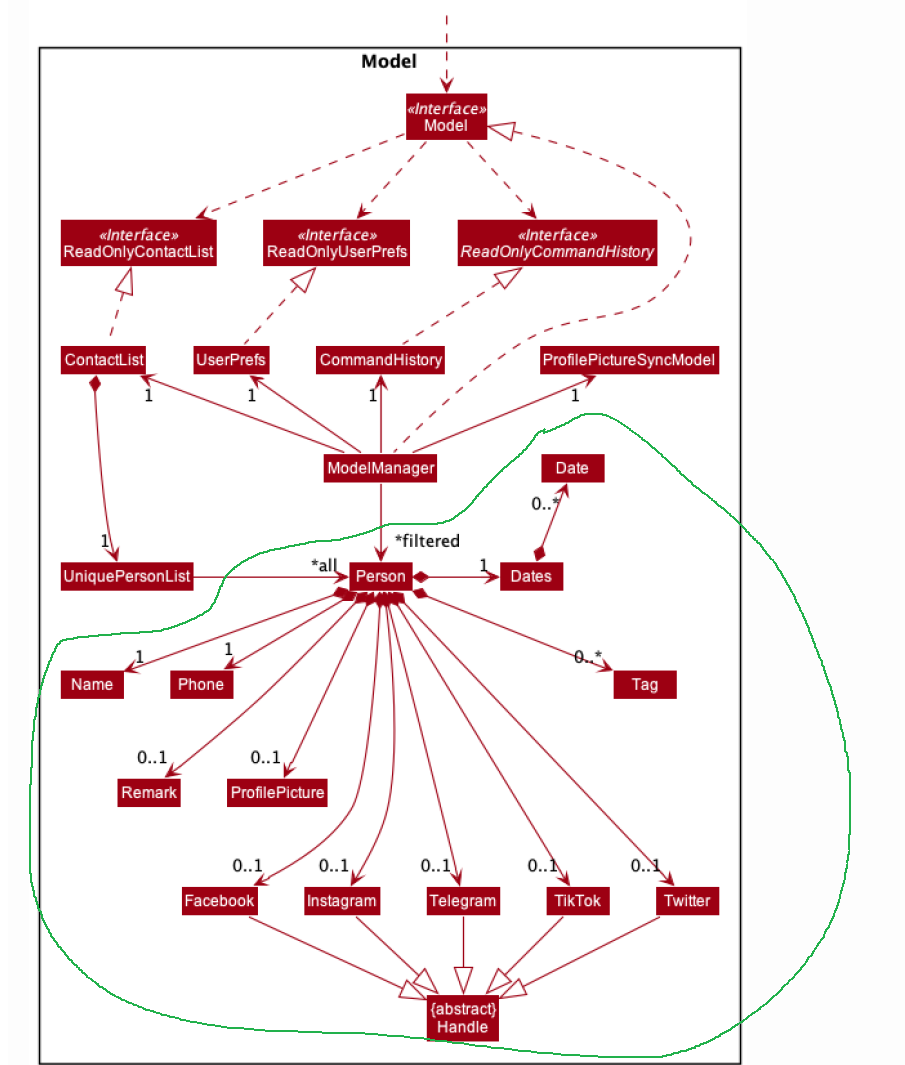 Model
«Interface»
Model
«Interface»
ReadOnlyContactList
«Interface»
ReadOnlyUserPrefs
«Interface»
ReadOnlyCommandHistory
ContactList
UserPrefs
CommandHistory
ProfilePictureSyncModel
1
1
1
1
ModelManager
Date
0..*
1
*filtered
UniquePersonList
*all
Person
1
Dates
1
1
0..*
Name
Phone
Tag
0..1
0..1
Remark
ProfilePicture
0..1
0..1
0..1
0..1
0..1
Facebook
Instagram
Telegram
TikTok
Twitter
{abstract}
Handle